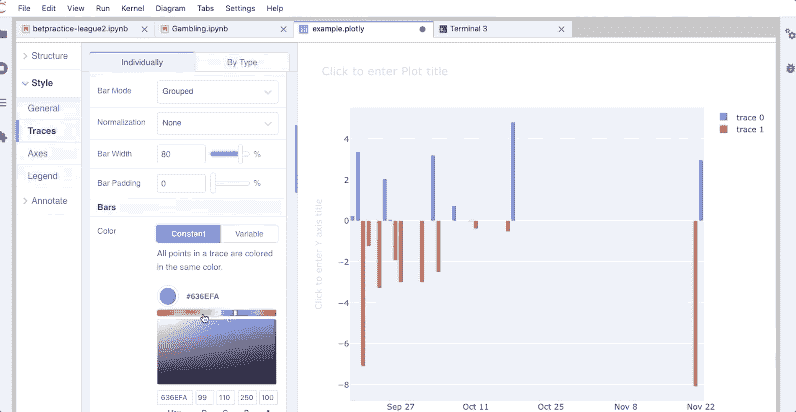 File Edit View Run Kernel Diagram Tabs Settings Help
betpractice-league2.ipynb Gambling.ipynb example.plotly Terminal 3
Structure
Style
General
Traces
Axes
Legend
Annotate
Individually By Type
Bar Mode Grouped
Normalization None
Bar Width 80 %
Bar Padding 0 %
Bars
Color Constant Variable
All points in a trace are colored
in the same color.
#636EFA
636EFA 99 110 250 100
Click to enter Plot title
Click to enter Y axis title
4
2
0
−2
−4
−6
−8
Sep 27 Oct 11 Oct 25 Nov 8 Nov 22
trace 0
trace 1